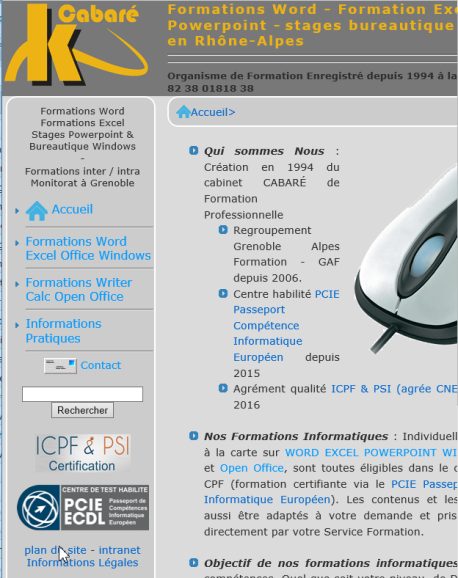 Cabaré
Formations Word - Formation
Powerpoint - stages bureautique
en Rhône-Alpes
Organisme de Formation Enregistré depuis 1994 à la
82 38 01818 38
Formations Word
Formations Excel
Stages Powerpoint &
Bureautique Windows
-
Formations inter / intra
Monitorat à Grenoble
Accueil
Formations Word
Excel Office Windows
Formations Writer
Calc Open Office
Informations
Pratiques
Contact
Rechercher
ICPF & PSI
Certification
CENTRE DE TEST HABILITE
PCIE
ECDL
Passeport de
Compétences
Informatique
Européen
plan du site - intranet
Informations Légales
Accueil>
Qui sommes Nous :
Création en 1994 du
cabinet CABARÉ de
Formation
Professionnelle
Regroupement
Grenoble Alpes
Formation - GAF
depuis 2006.
Centre habilité PCIE
Passeport
Compétence
Informatique
Européen depuis
2015
Agrément qualité ICPF & PSI (agrée CNE
2016
Nos Formations Informatiques : Individuell
à la carte sur WORD EXCEL POWERPOINT WI
et Open Office, sont toutes éligibles dans le
CPF (formation certifiante via le PCIE Passep
Informatique Européen). Les contenus et les
aussi être adaptés à votre demande et pris
directement par votre Service Formation.
Objectif de nos formations informatiques